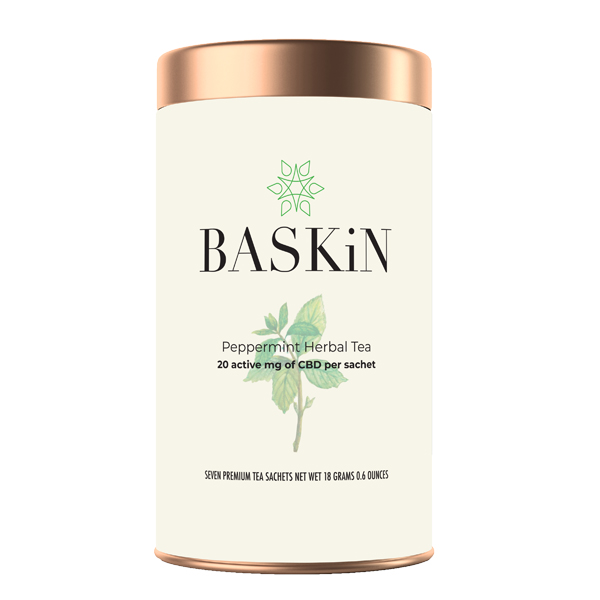 BASKiN
Peppermint Herbal Tea
20 active mg of CBD per sachet
SEVEN PREMIUM TEA SACHETS NET WET 18 GRAMS 0.6 OUNCES